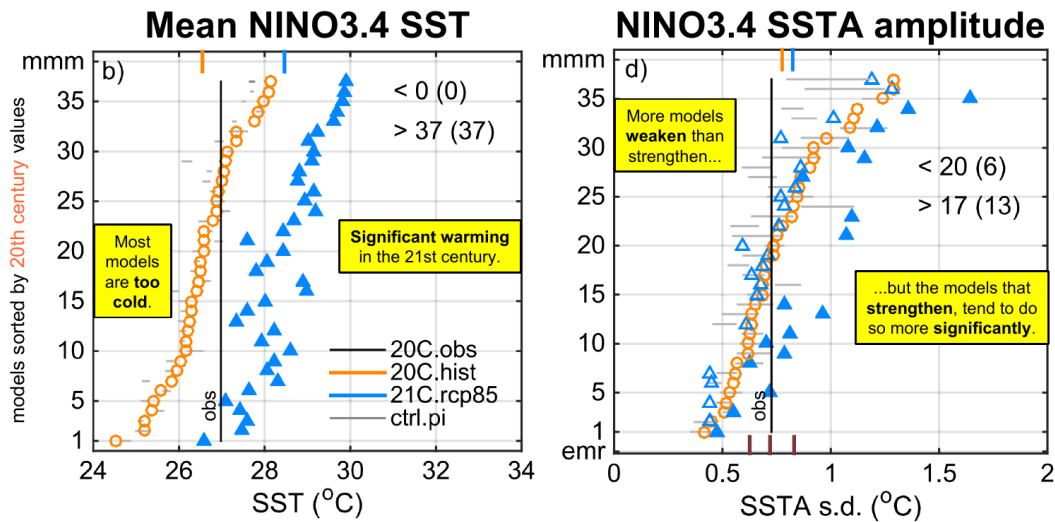 Mean NINO3.4 SST
NINO3.4 SSTA amplitude
models sorted by 20th century values
mmm
35
30
25
20
15
10
5
1
b)
< 0 (0)
> 37 (37)
Most
models
are too
cold.
Significant warming
in the 21st century.
obs
20C.obs
20C.hist
21C.rcp85
ctrl.pi
24
26
28
30
32
34
SST (°C)
mmm
35
30
25
20
15
10
5
1
emr
d)
More models
weaken than
strengthen...
< 20 (6)
> 17 (13)
...but the models that
strengthen, tend to do
so more significantly.
obs
0
0.5
1
1.5
2
SSTA s.d. (°C)